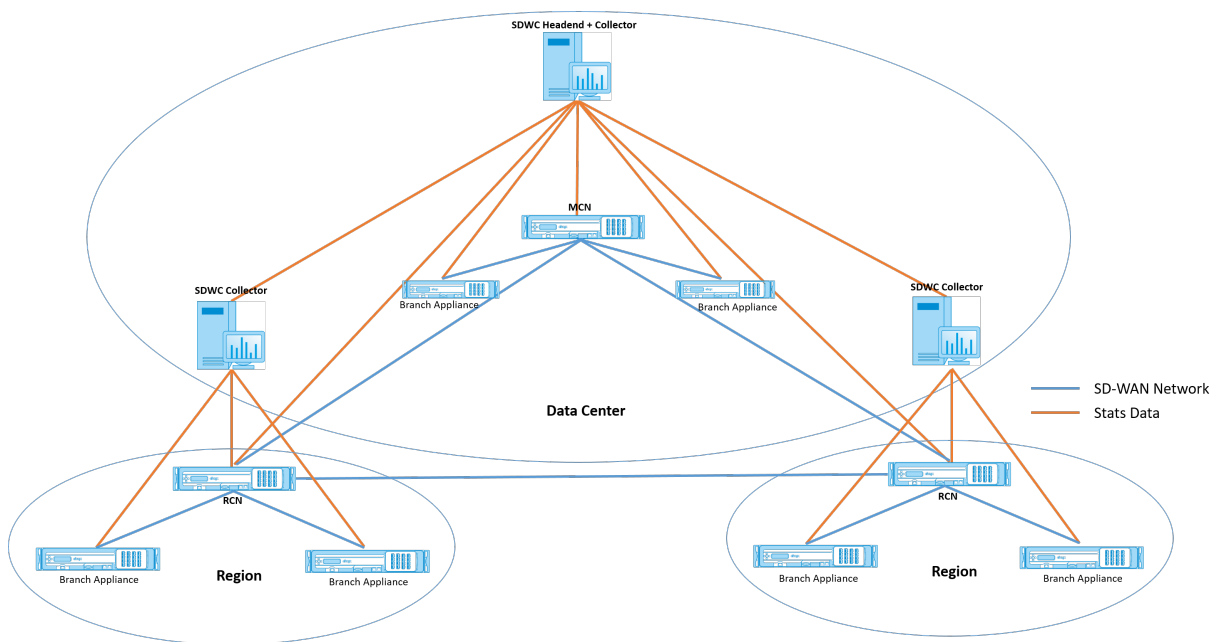 SDWC Headend + Collector
MCN
Branch Appliance
Branch Appliance
SDWC Collector
SDWC Collector
Data Center
SD-WAN Network
Stats Data
RCN
RCN
Branch Appliance
Region
Branch Appliance
Branch Appliance
Region
Branch Appliance